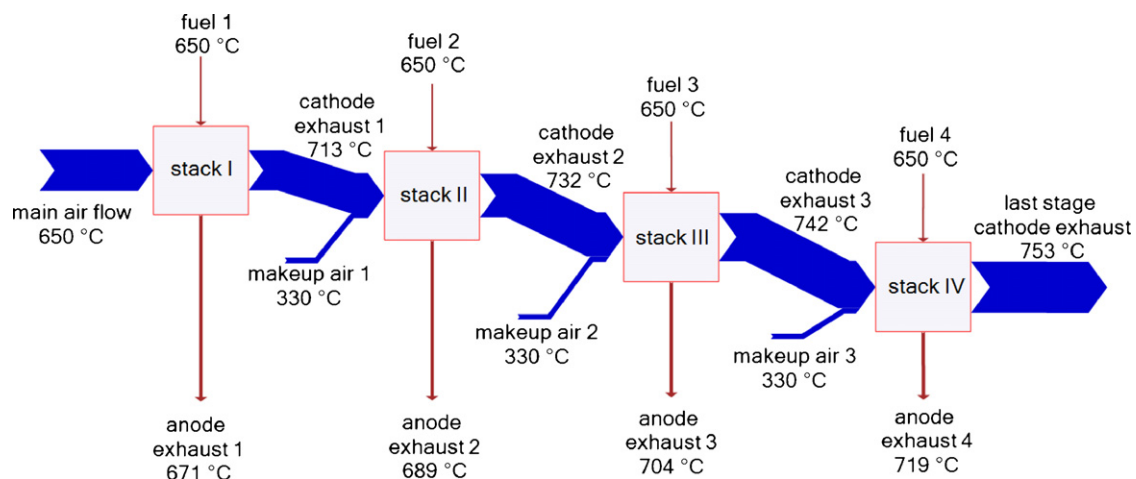 fuel 1
650 °C
fuel 2
650 °C
fuel 3
650 °C
fuel 4
650 °C
cathode
exhaust 1
713 °C
cathode
exhaust 2
732 °C
cathode
exhaust 3
742 °C
last stage
cathode exhaust
753 °C
stack I
stack II
stack III
stack IV
main air flow
650 °C
makeup air 1
330 °C
makeup air 2
330 °C
makeup air 3
330 °C
anode
exhaust 1
671 °C
anode
exhaust 2
689 °C
anode
exhaust 3
704 °C
anode
exhaust 4
719 °C